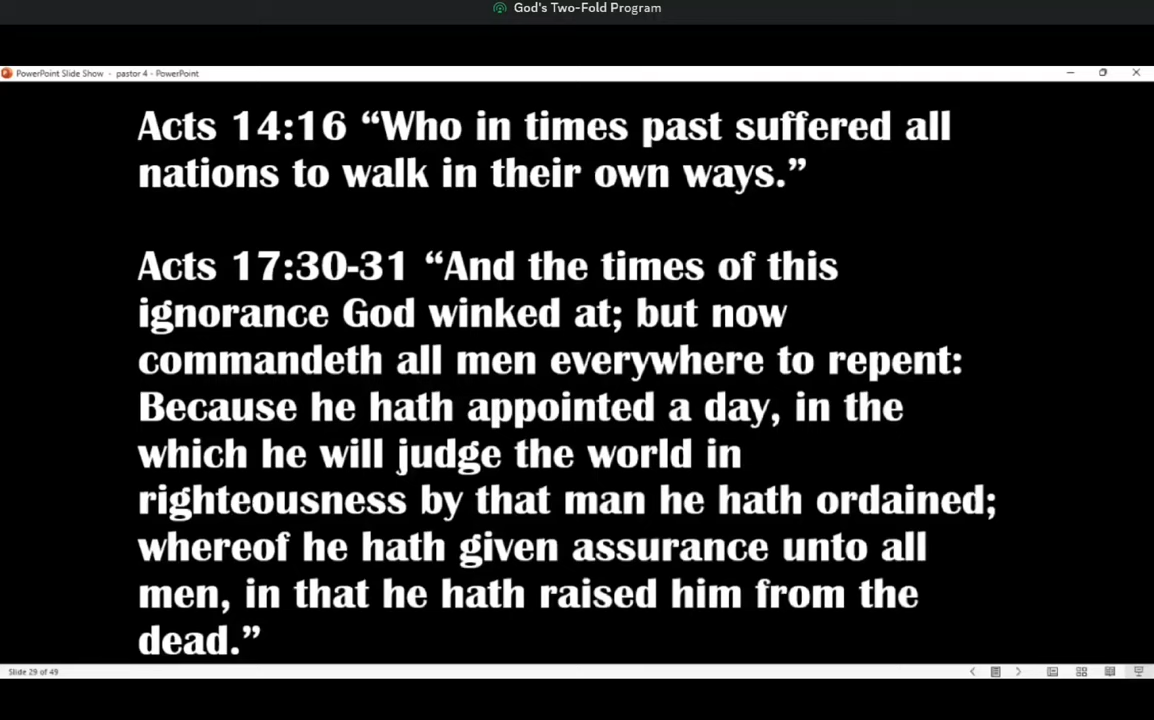 God's Two-Fold Program
PowerPoint Slide Show - pastor 4 - PowerPoint
Acts 14:16 “Who in times past suffered all
nations to walk in their own ways.”
Acts 17:30-31 “And the times of this
ignorance God winked at; but now
commandeth all men everywhere to repent:
Because he hath appointed a day, in the
which he will judge the world in
righteousness by that man he hath ordained;
whereof he hath given assurance unto all
men, in that he hath raised him from the
dead.”
Slide 29 of 49